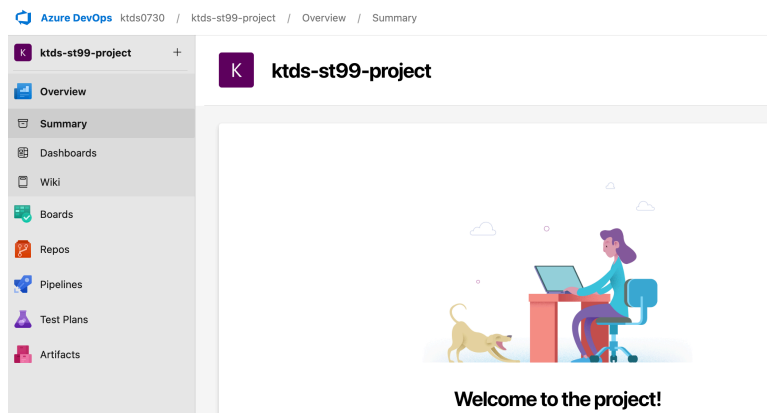 Azure DevOps ktds0730 / ktds-st99-project / Overview / Summary
K ktds-st99-project +
K ktds-st99-project
Overview
Summary
Dashboards
Wiki
Boards
Repos
Pipelines
Test Plans
Artifacts
Welcome to the project!